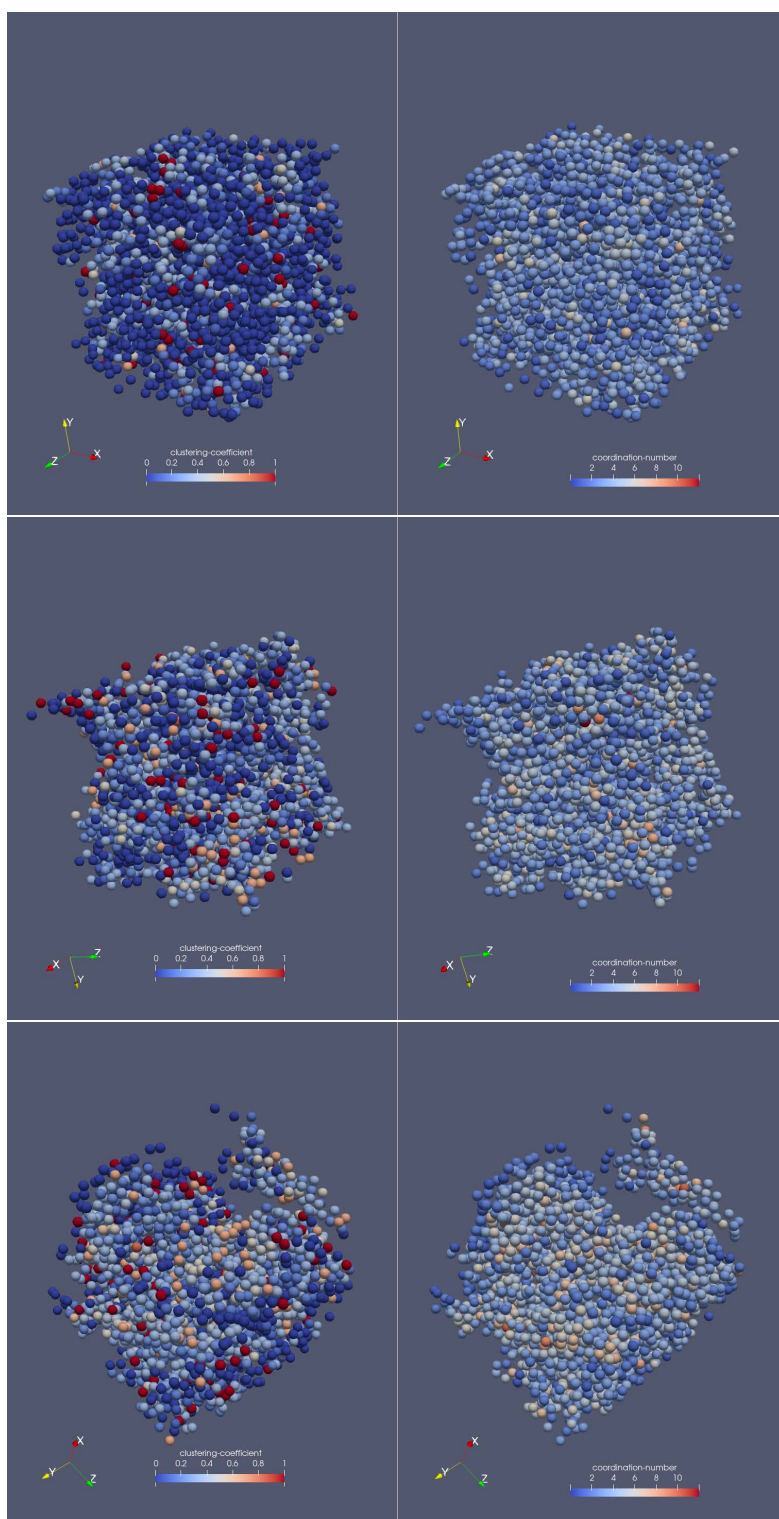 Y
Z X
clustering-coefficient
0 0.2 0.4 0.6 0.8 1
Y
Z X
coordination-number
2 4 6 8 10
X Z
Y
clustering-coefficient
0 0.2 0.4 0.6 0.8 1
X Z
Y
coordination-number
2 4 6 8 10
X
Y Z
clustering-coefficient
0 0.2 0.4 0.6 0.8 1
X
Y Z
coordination-number
2 4 6 8 10